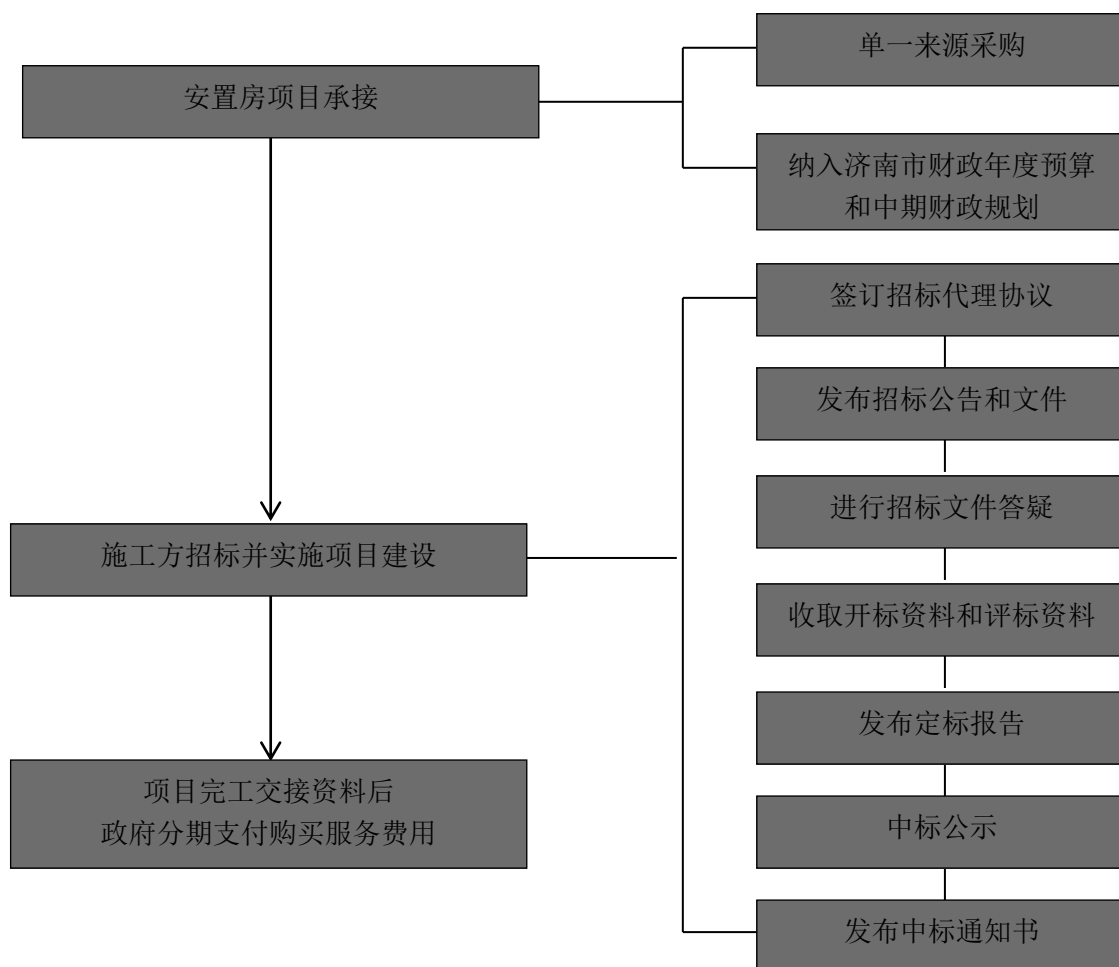 单一来源采购
安置房项目承接
纳入济南市财政年度预算
和中期财政规划
签订招标代理协议
发布招标公告和文件
进行招标文件答疑
施工方招标并实施项目建设
收取开标资料和评标资料
发布定标报告
项目完工交接资料后
政府分期支付购买服务费用
中标公示
发布中标通知书